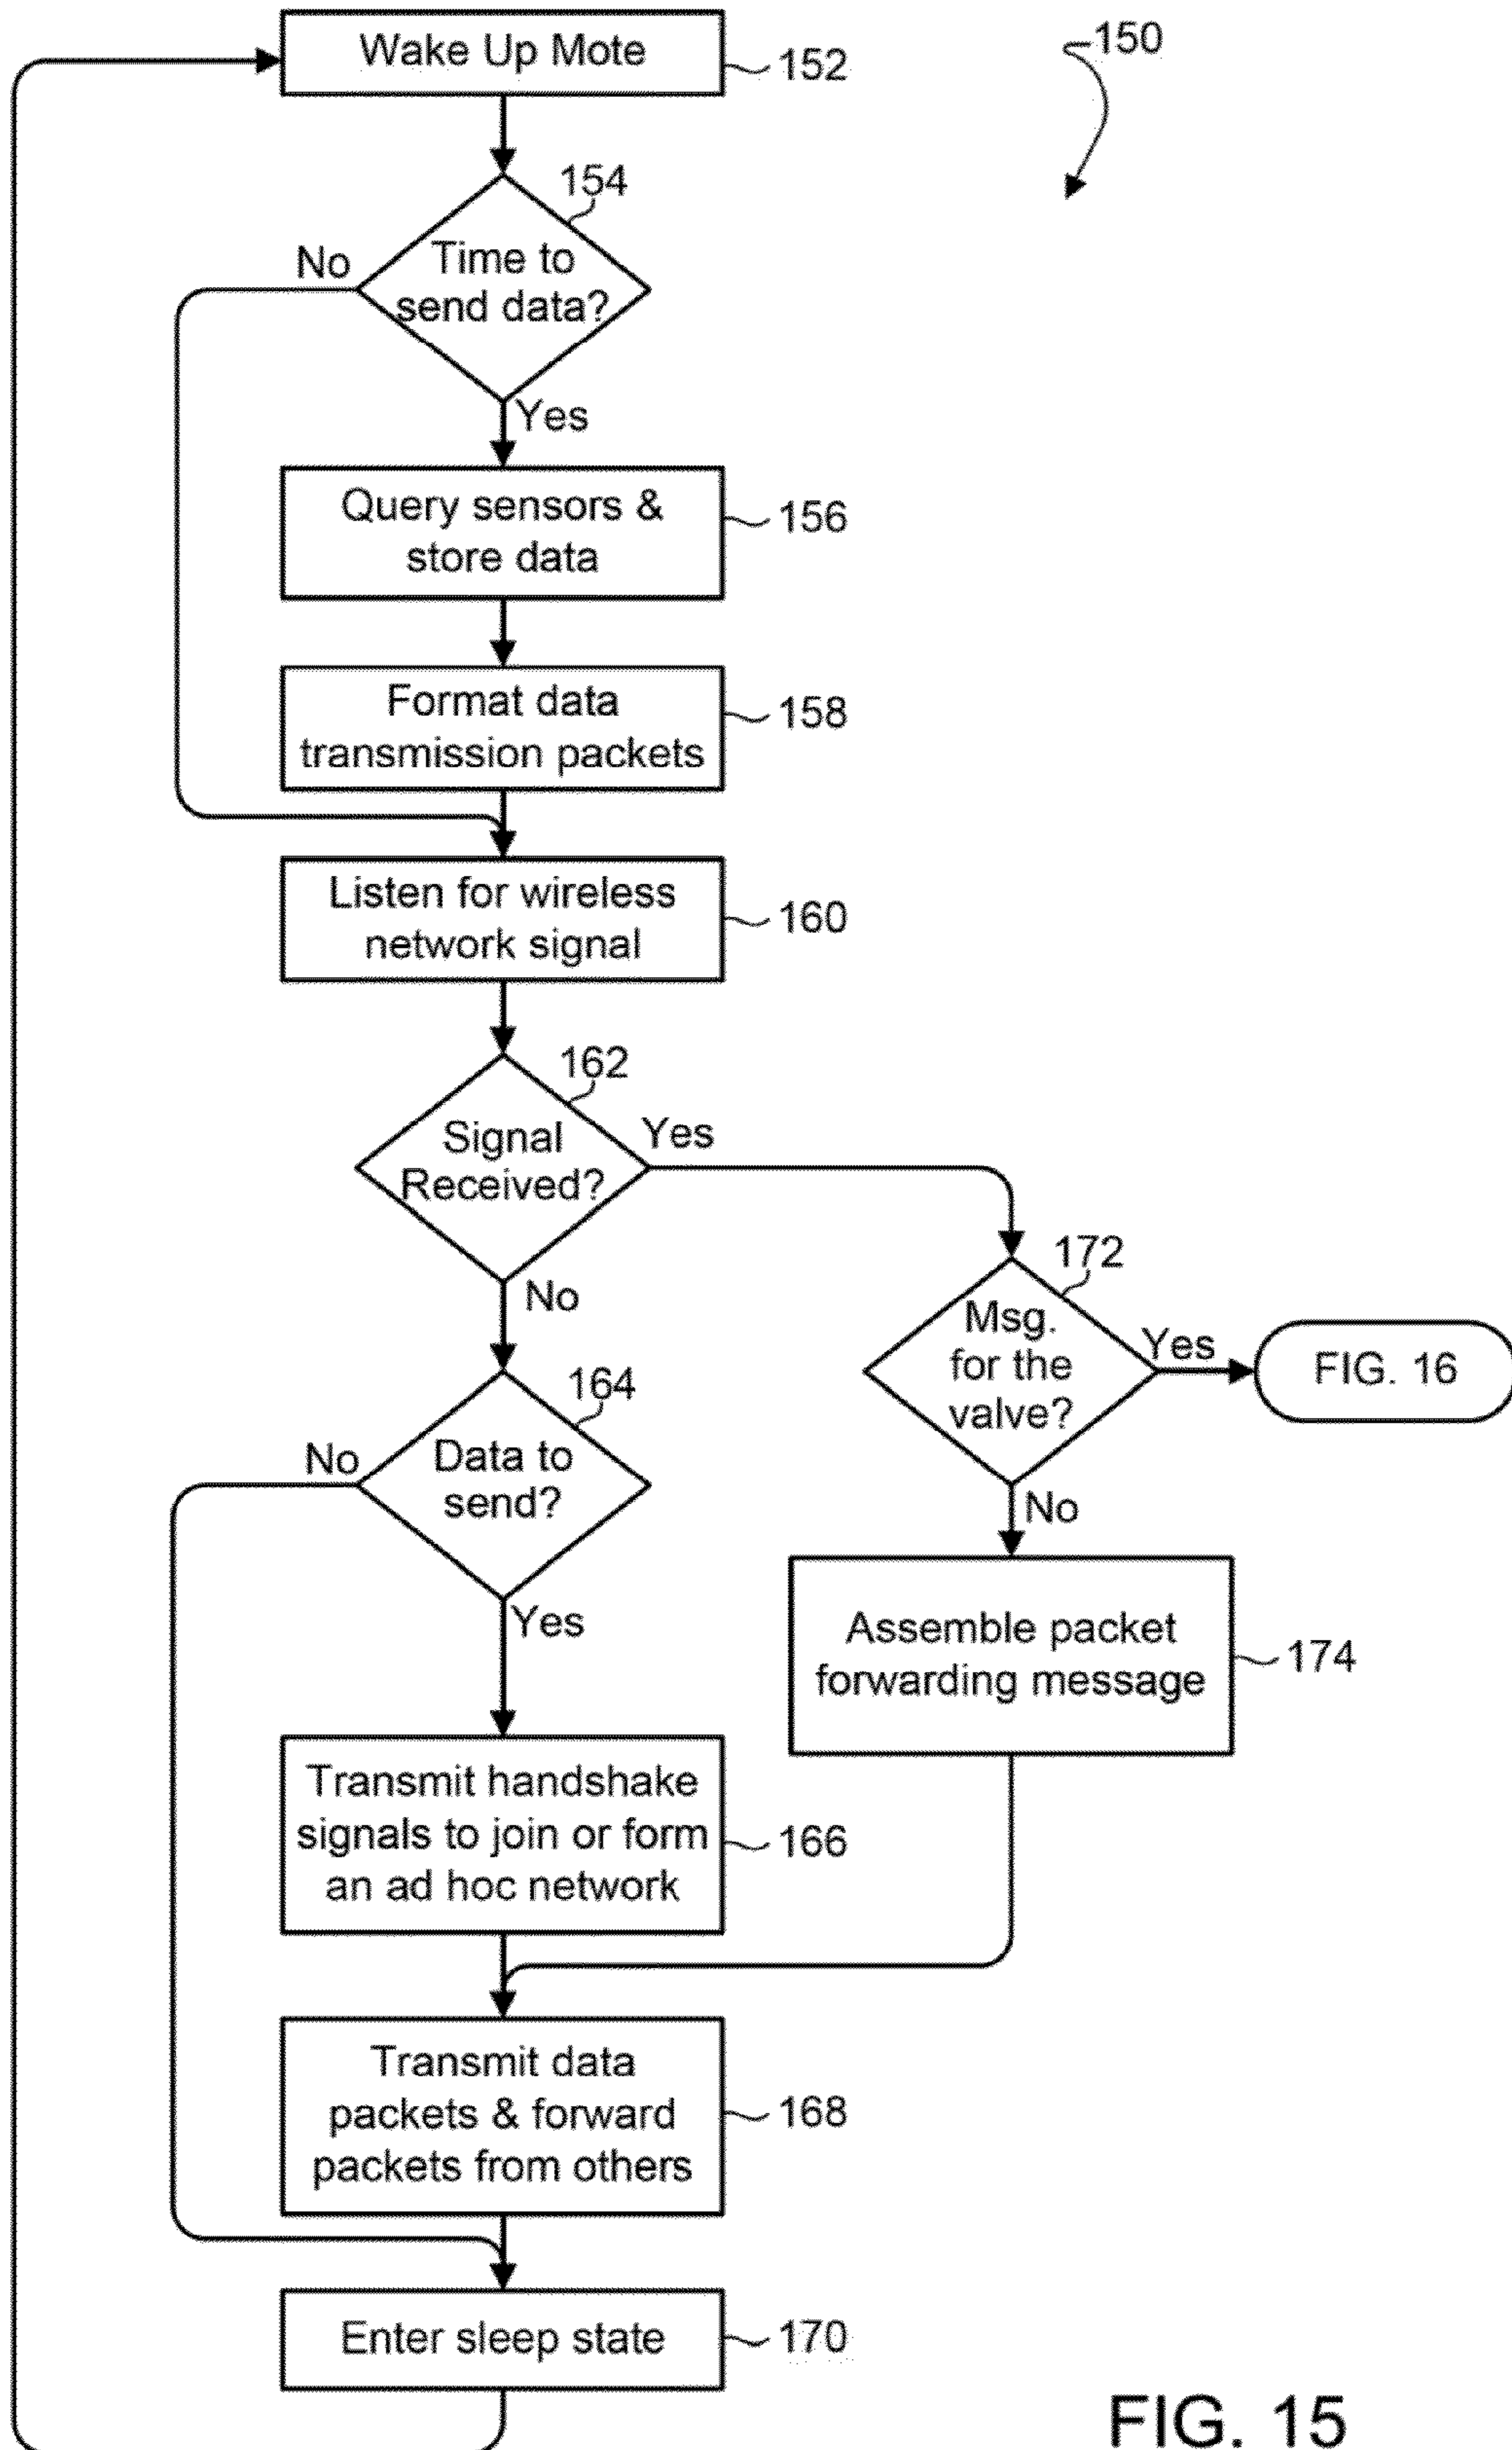 Wake Up Mote
152
150
154
No
Time to
send data?
Yes
Query sensors &
store data
156
Format data
transmission packets
158
Listen for wireless
network signal
160
162
Signal
Received?
Yes
No
172
Msg.
for the
valve?
Yes
FIG. 16
No
164
No
Data to
send?
Yes
Assemble packet
forwarding message
174
Transmit handshake
signals to join or form
an ad hoc network
166
Transmit data
packets & forward
packets from others
168
Enter sleep state
170
FIG. 15